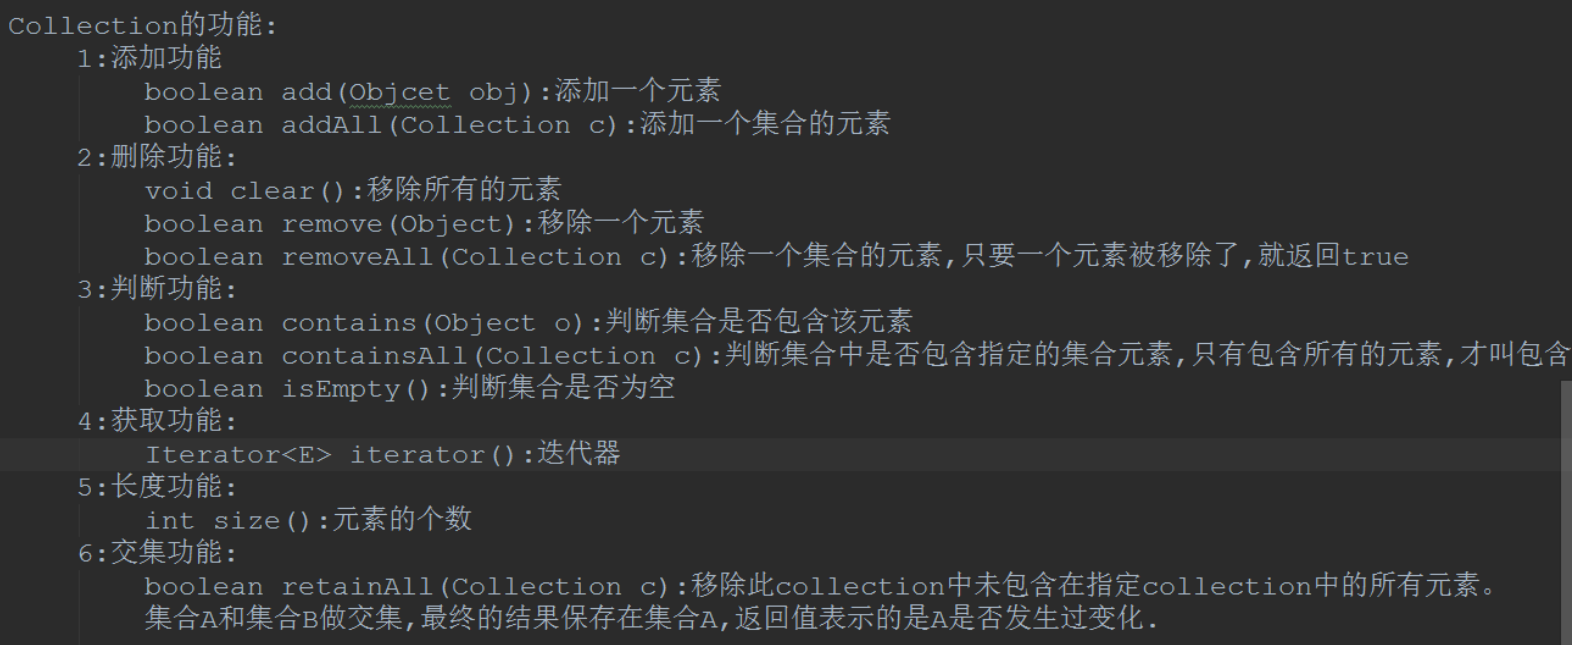 Collection的功能:
1:添加功能
boolean add(Objcet obj):添加一个元素
boolean addAll(Collection c):添加一个集合的元素
2:删除功能:
void clear():移除所有的元素
boolean remove(Object):移除一个元素
boolean removeAll(Collection c):移除一个集合的元素,只要一个元素被移除了,就返回true
3:判断功能:
boolean contains(Object o):判断集合是否包含该元素
boolean containsAll(Collection c):判断集合中是否包含指定的集合元素,只有包含所有的元素,才叫包含
boolean isEmpty():判断集合是否为空
4:获取功能:
Iterator<E> iterator():迭代器
5:长度功能:
int size():元素的个数
6:交集功能:
boolean retainAll(Collection c):移除此collection中未包含在指定collection中的所有元素。
集合A和集合B做交集,最终的结果保存在集合A,返回值表示的是A是否发生过变化.